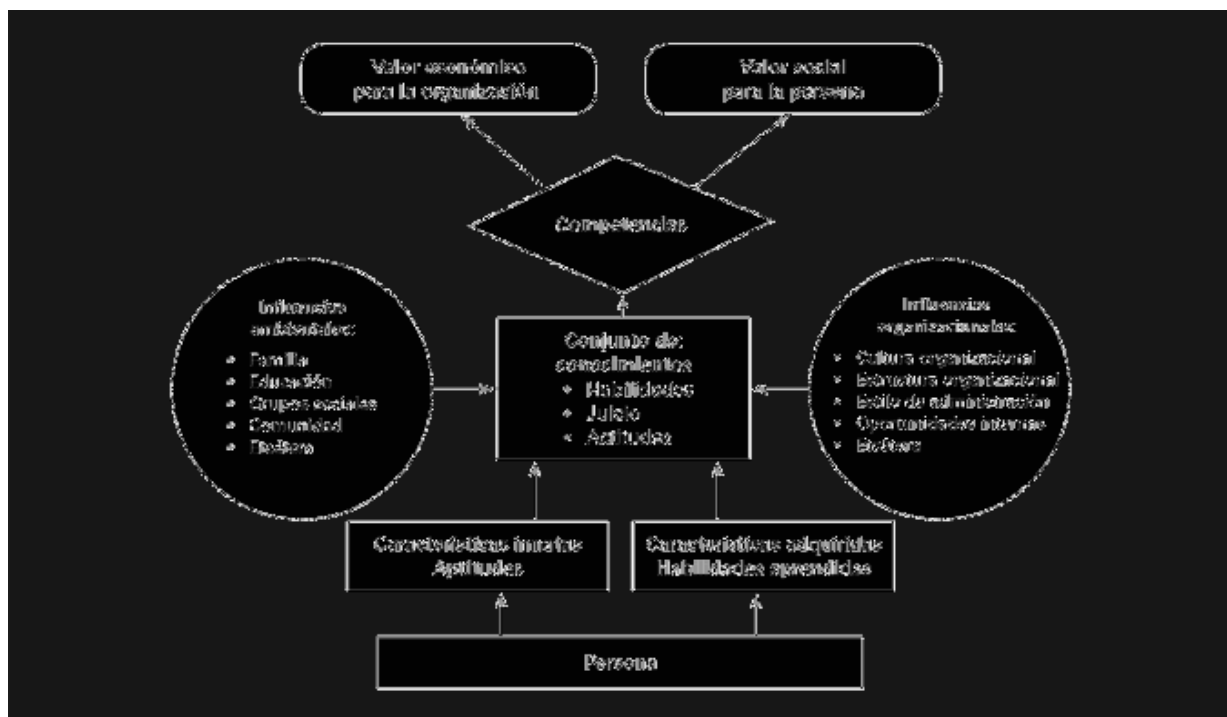 Valor económico
para la organización
Valor social
para la persona
Competencias
Influencias
ambientales:
• Familia
• Educación
• Grupos sociales
• Comunidad
• Etcétera
Conjunto de:
conocimientos
• Habilidades
• Juicio
• Actitudes
Influencias
organizacionales:
• Cultura organizacional
• Estructura organizacional
• Estilo de administración
• Oportunidades internas
• Etcétera
Características innatas
Aptitudes
Características adquiridas
Habilidades aprendidas
Persona